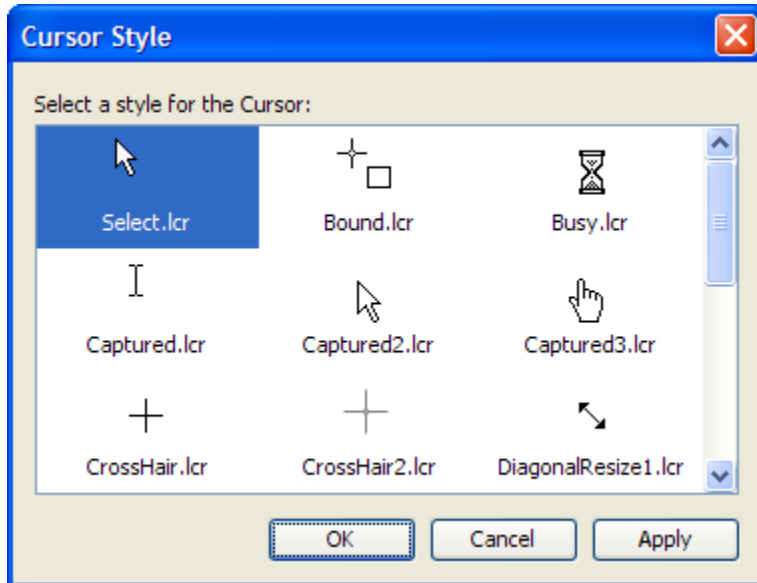 Cursor Style
Select a style for the Cursor:
Select.lcr Bound.lcr Busy.lcr
Captured.lcr Captured2.lcr Captured3.lcr
CrossHair.lcr CrossHair2.lcr DiagonalResize1.lcr
OK Cancel Apply